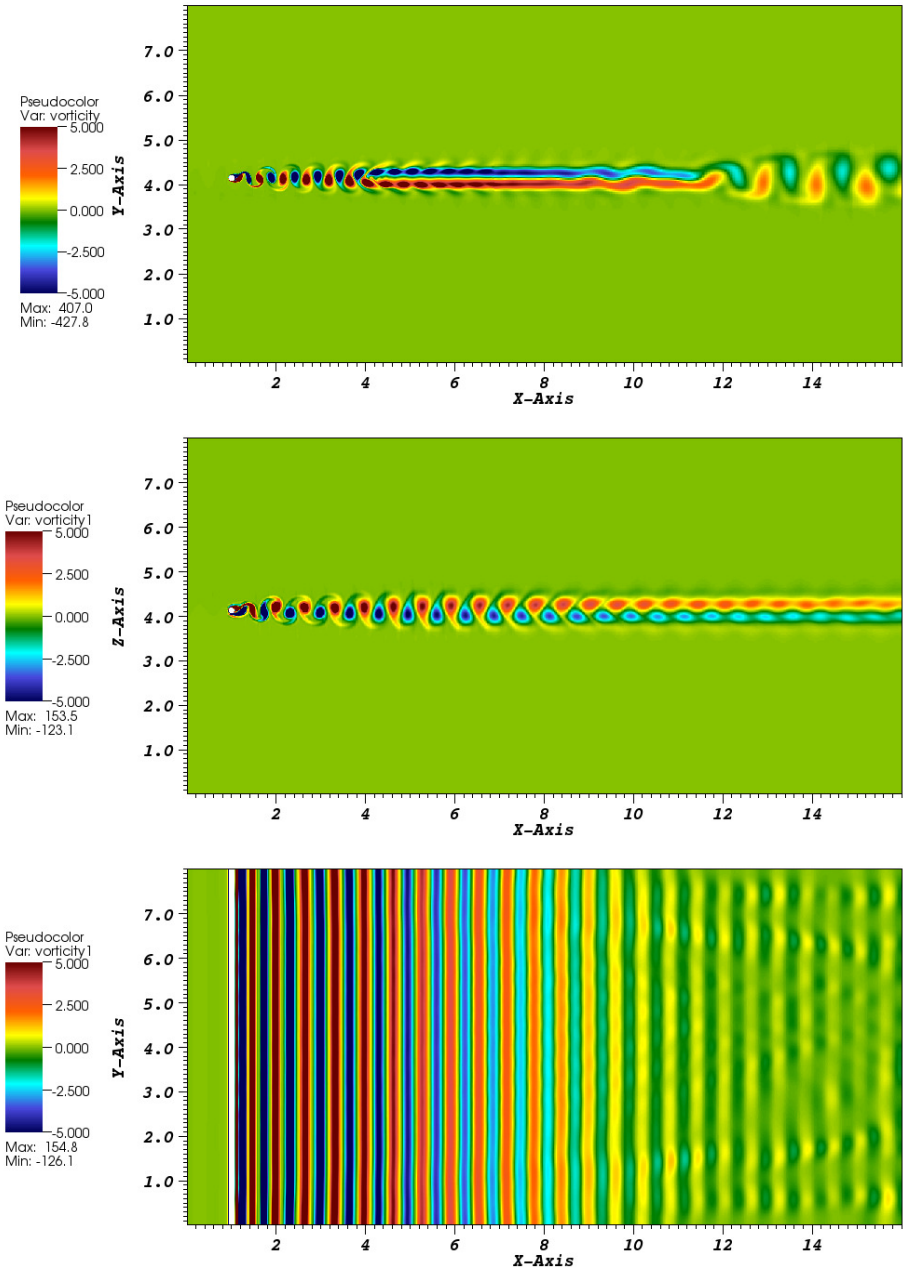 Pseudocolor
Var: vorticity
5.000
2.500
0.000
-2.500
-5.000
Max: 407.0
Min: -427.8
Y-Axis
7.0
6.0
5.0
4.0
3.0
2.0
1.0
2 4 6 8 10 12 14
X-Axis
Pseudocolor
Var: vorticity1
5.000
2.500
0.000
-2.500
-5.000
Max: 153.5
Min: -123.1
Z-Axis
7.0
6.0
5.0
4.0
3.0
2.0
1.0
2 4 6 8 10 12 14
X-Axis
Pseudocolor
Var: vorticity1
5.000
2.500
0.000
-2.500
-5.000
Max: 154.8
Min: -126.1
Y-Axis
7.0
6.0
5.0
4.0
3.0
2.0
1.0
2 4 6 8 10 12 14
X-Axis